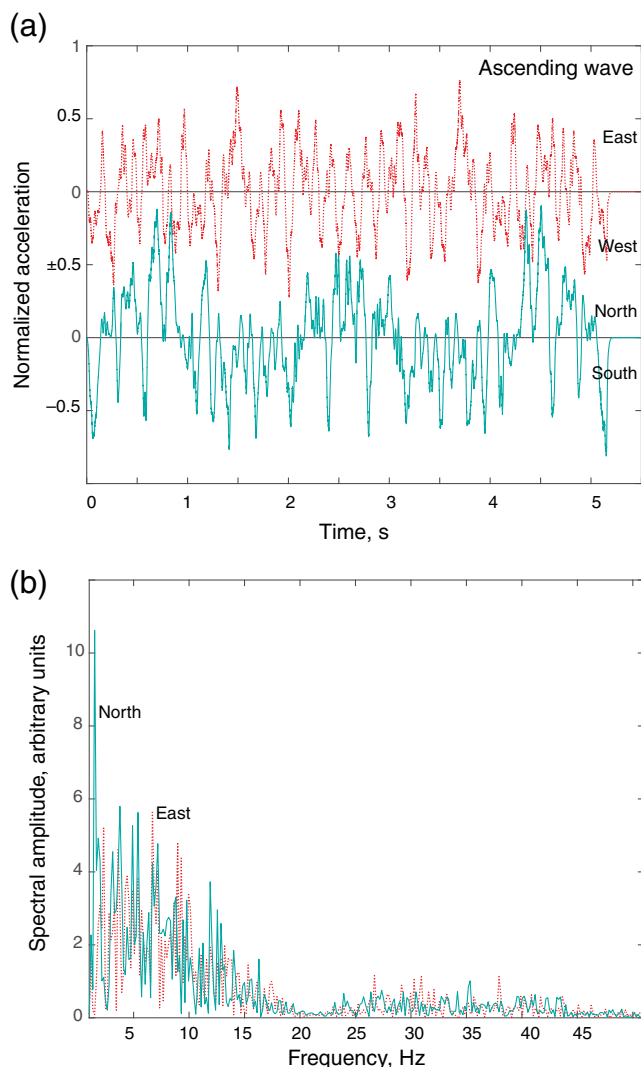 (a)
1
Ascending wave
0.5
East
0
West
±0.5
North
0
South
–0.5
Normalized acceleration
0 1 2 3 4 5
Time, s
(b)
10
North
8
6
East
4
2
0
Spectral amplitude, arbitrary units
5 10 15 20 25 30 35 40 45
Frequency, Hz